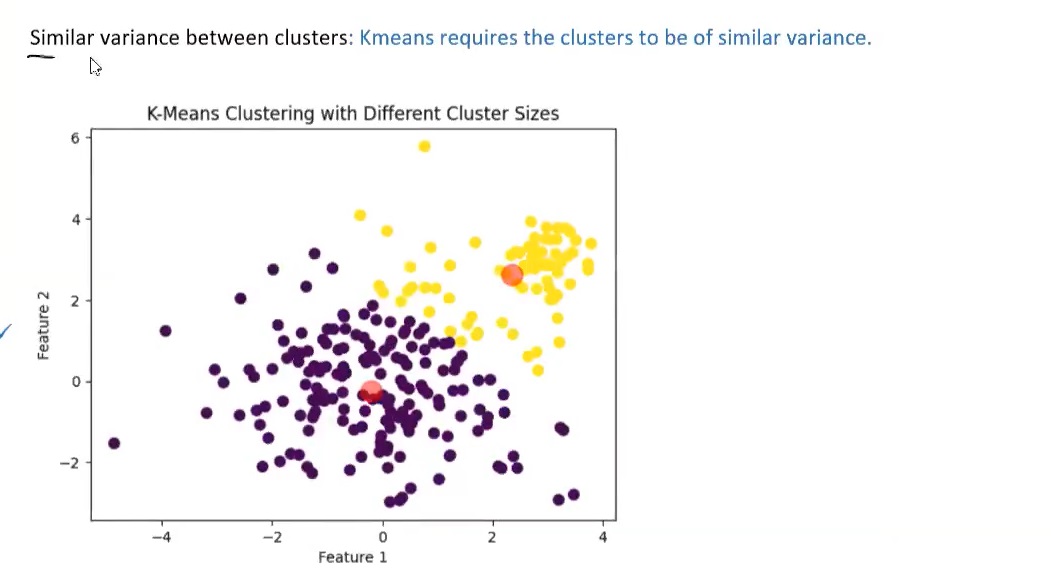 Similar variance between clusters: Kmeans requires the clusters to be of similar variance.
K-Means Clustering with Different Cluster Sizes
6
4
2
0
−2
Feature 2
−4 −2 0 2 4
Feature 1